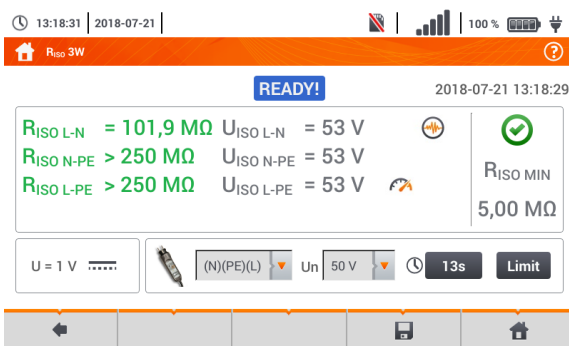 13:18:31 2018-07-21 100 %
RISO 3W ?
READY! 2018-07-21 13:18:29
RISO L-N = 101,9 MΩ UISO L-N = 53 V
RISO N-PE > 250 MΩ UISO N-PE = 53 V
RISO L-PE > 250 MΩ UISO L-PE = 53 V
RISO MIN
5,00 MΩ
U = 1 V (N)(PE)(L) Un 50 V 13s Limit